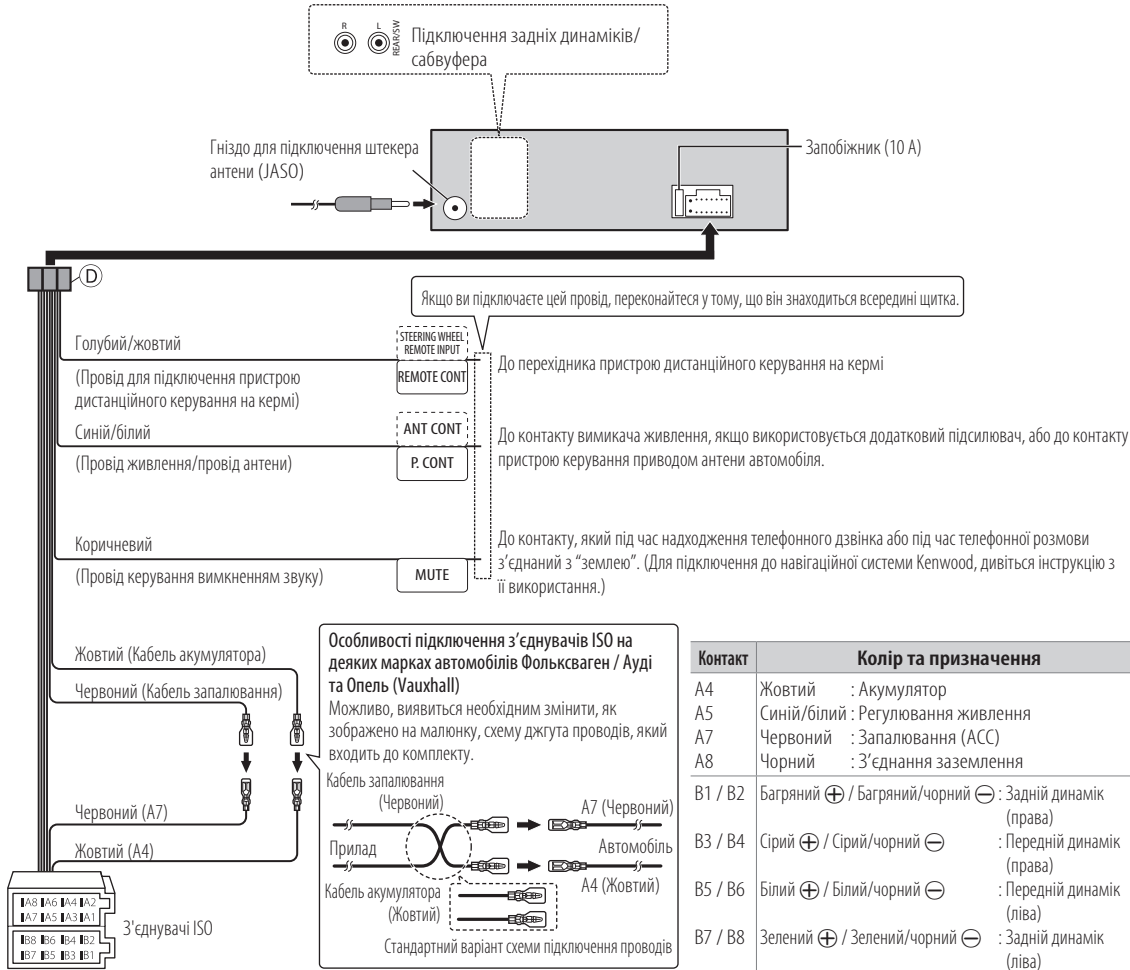 R L REAR/SW
Підключення задніх динаміків/
сабвуфера
Гніздо для підключення штекера
антени (JASO)
Запобіжник (10 A)
D
Якщо ви підключаєте цей провід, переконайтеся у тому, що він знаходиться всередині щитка.
Голубий/жовтий
(Провід для підключення пристрою
дистанційного керування на кермі)
STEERING WHEEL
REMOTE INPUT
REMOTE CONT
До перехідника пристрою дистанційного керування на кермі
Синій/білий
(Провід живлення/провід антени)
ANT CONT
P. CONT
До контакту вимикача живлення, якщо використовується додатковий підсилювач, або до контакту
пристрою керування приводом антени автомобіля.
Коричневий
(Провід керування вимкненням звуку)
MUTE
До контакту, який під час надходження телефонного дзвінка або під час телефонної розмови
з’єднаний з “землею”. (Для підключення до навігаційної системи Kenwood, дивіться інструкцію з
її використання.)
Жовтий (Кабель акумулятора)
Червоний (Кабель запалювання)
Червоний (A7)
Жовтий (A4)
A8 A6 A4 A2
A7 A5 A3 A1
B8 B6 B4 B2
B7 B5 B3 B1
З'єднувачі ISO
Особливості підключення з’єднувачів ISO на
деяких марках автомобілів Фольксваген / Ауді
та Опель (Vauxhall)
Можливо, виявиться необхідним змінити, як
зображено на малюнку, схему джгута проводів, який
входить до комплекту.
Кабель запалювання
(Червоний)
A7 (Червоний)
Прилад
Автомобіль
Кабель акумулятора
(Жовтий)
A4 (Жовтий)
Стандартний варіант схеми підключення проводів
Контакт Колір та призначення
A4 Жовтий : Акумулятор
A5 Синій/білий : Регулювання живлення
A7 Червоний : Запалювання (ACC)
A8 Чорний : З’єднання заземлення
B1 / B2 Багряний ⊕ / Багряний/чорний ⊖ : Задній динамік
(права)
B3 / B4 Сірий ⊕ / Сірий/чорний ⊖ : Передній динамік
(права)
B5 / B6 Білий ⊕ / Білий/чорний ⊖ : Передній динамік
(ліва)
B7 / B8 Зелений ⊕ / Зелений/чорний ⊖ : Задній динамік
(ліва)